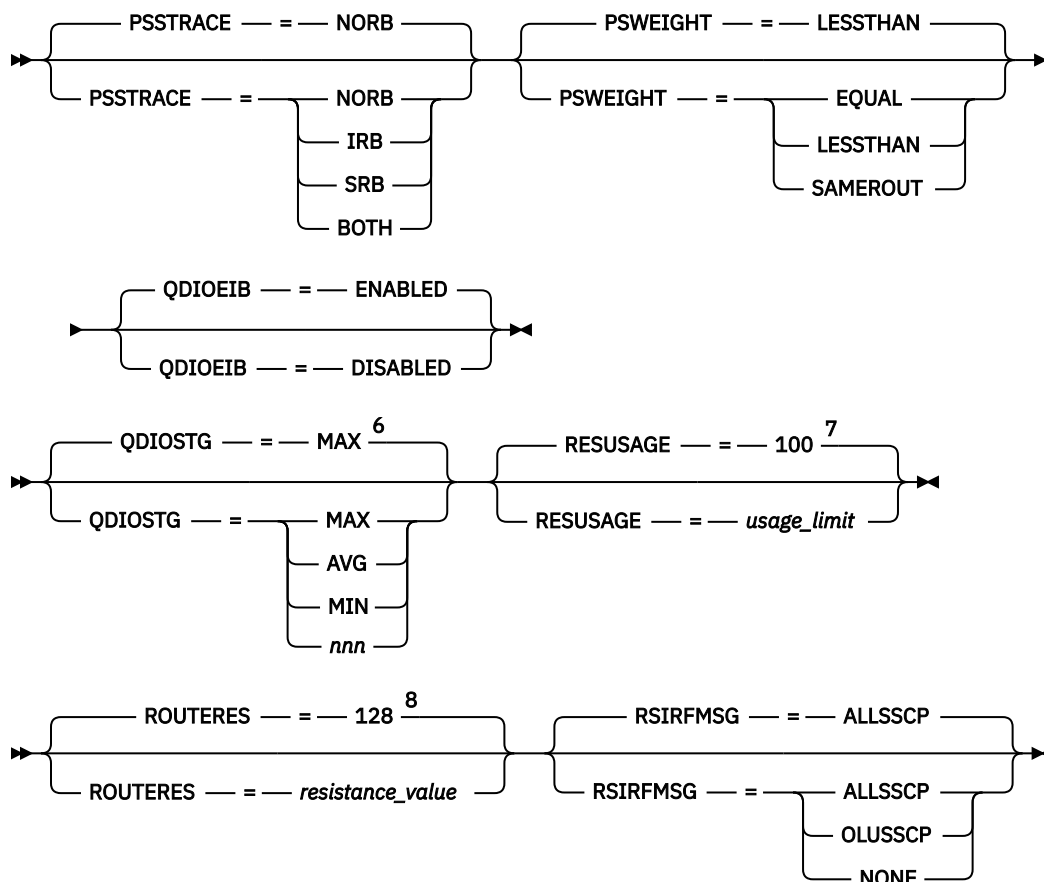 PSSTRACE = NORB PSWEIGHT = LESSTHAN
PSSTRACE = NORB PSWEIGHT = EQUAL
IRB LESSTHAN
SRB SAMEROUT
BOTH
QDIOEIB = ENABLED
QDIOEIB = DISABLED
QDIOSTG = MAX 6 RESUSAGE = 100 7
QDIOSTG = MAX RESUSAGE = usage_limit
AVG
MIN
nnn
ROUTERES = 128 8 RSIRFMSG = ALLSSCP
ROUTERES = resistance_value RSIRFMSG = ALLSSCP
OLUSSCP
NONE